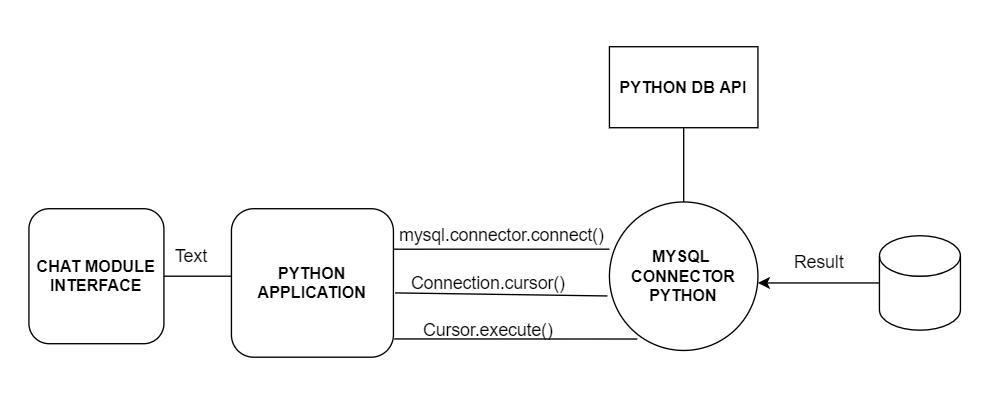 PYTHON DB API
CHAT MODULE
INTERFACE
Text
PYTHON
APPLICATION
mysql.connector.connect()
Connection.cursor()
Cursor.execute()
MYSQL
CONNECTOR
PYTHON
Result